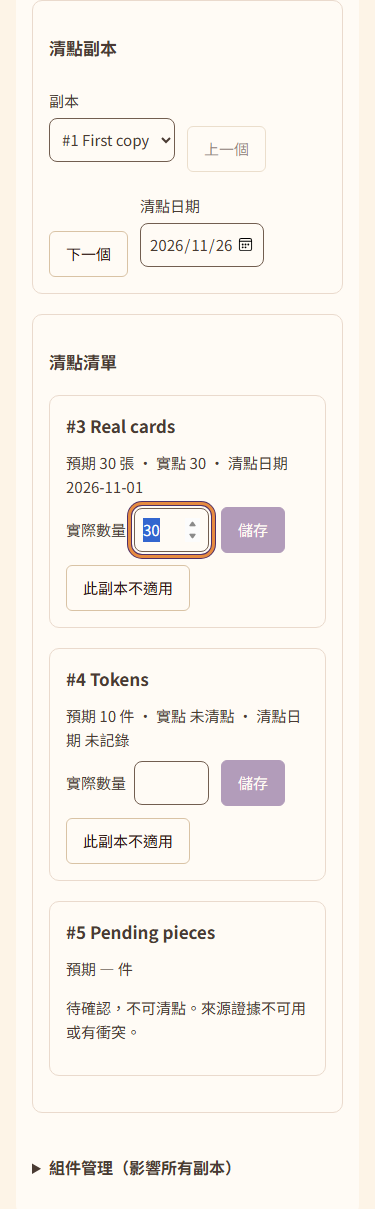 清點副本
副本
#1 First copy
上一個
清點日期
下一個
2026/11/26
清點清單
#3 Real cards
預期 30 張 · 實點 30 · 清點日期
2026-11-01
實際數量 30 儲存
此副本不適用
#4 Tokens
預期 10 件 · 實點 未清點 · 清點日
期 未記錄
實際數量 儲存
此副本不適用
#5 Pending pieces
預期 — 件
待確認，不可清點。來源證據不可用
或有衝突。
組件管理（影響所有副本）